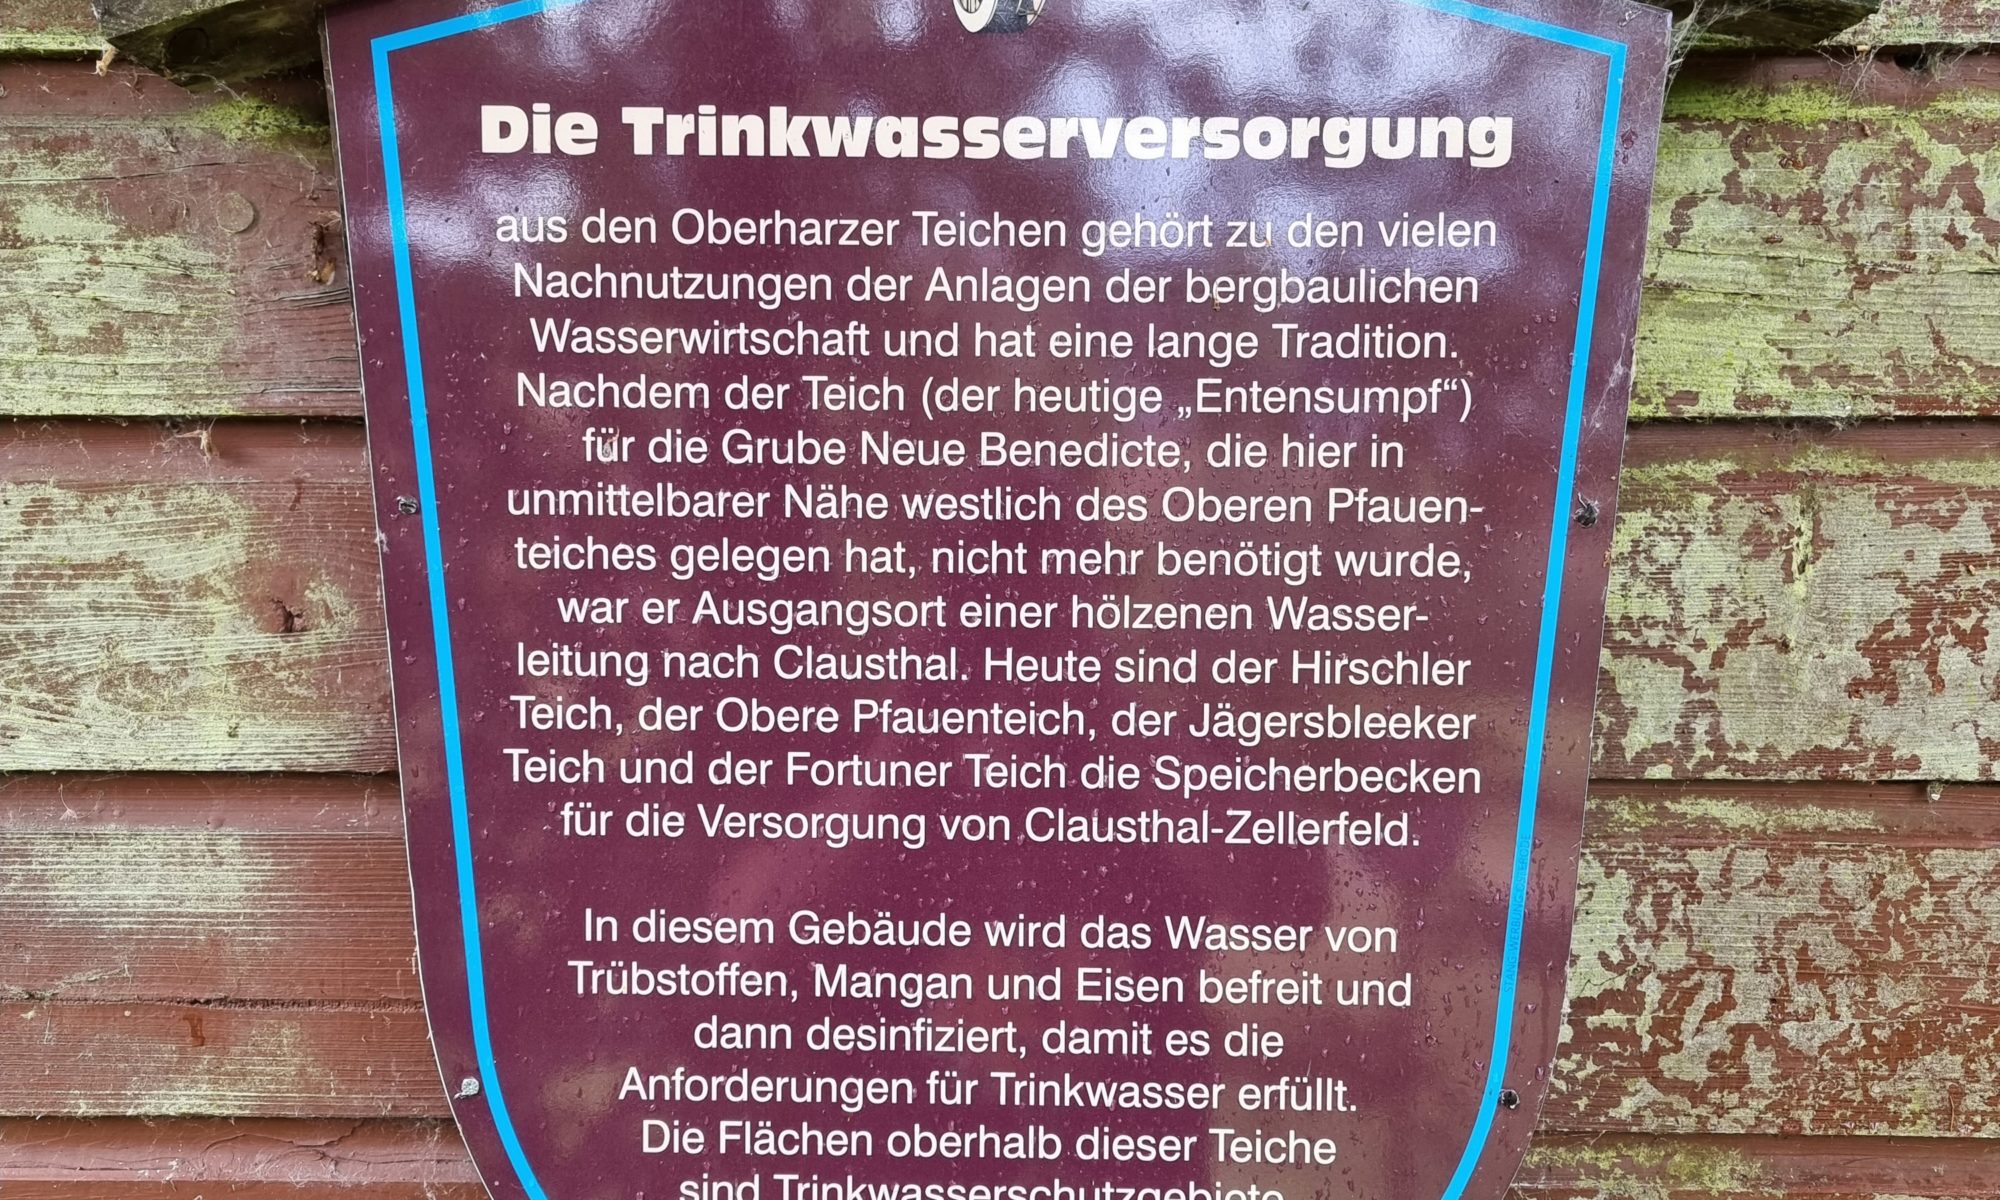 Die Trinkwasserversorgung
aus den Oberharzer Teichen gehört zu den vielen
Nachnutzungen der Anlagen der bergbaulichen
Wasserwirtschaft und hat eine lange Tradition.
Nachdem der Teich (der heutige „Entensumpf“)
für die Grube Neue Benedicte, die hier in
unmittelbarer Nähe westlich des Oberen Pfauen-
teiches gelegen hat, nicht mehr benötigt wurde,
war er Ausgangsort einer hölzenen Wasser-
leitung nach Clausthal. Heute sind der Hirschler
Teich, der Obere Pfauenteich, der Jägersbleeker
Teich und der Fortuner Teich die Speicherbecken
für die Versorgung von Clausthal-Zellerfeld.
In diesem Gebäude wird das Wasser von
Trübstoffen, Mangan und Eisen befreit und
dann desinfiziert, damit es die
Anforderungen für Trinkwasser erfüllt.
Die Flächen oberhalb dieser Teiche
sind Trinkwasserschutzgebiete.
STANG WERBUNG OSTERODE